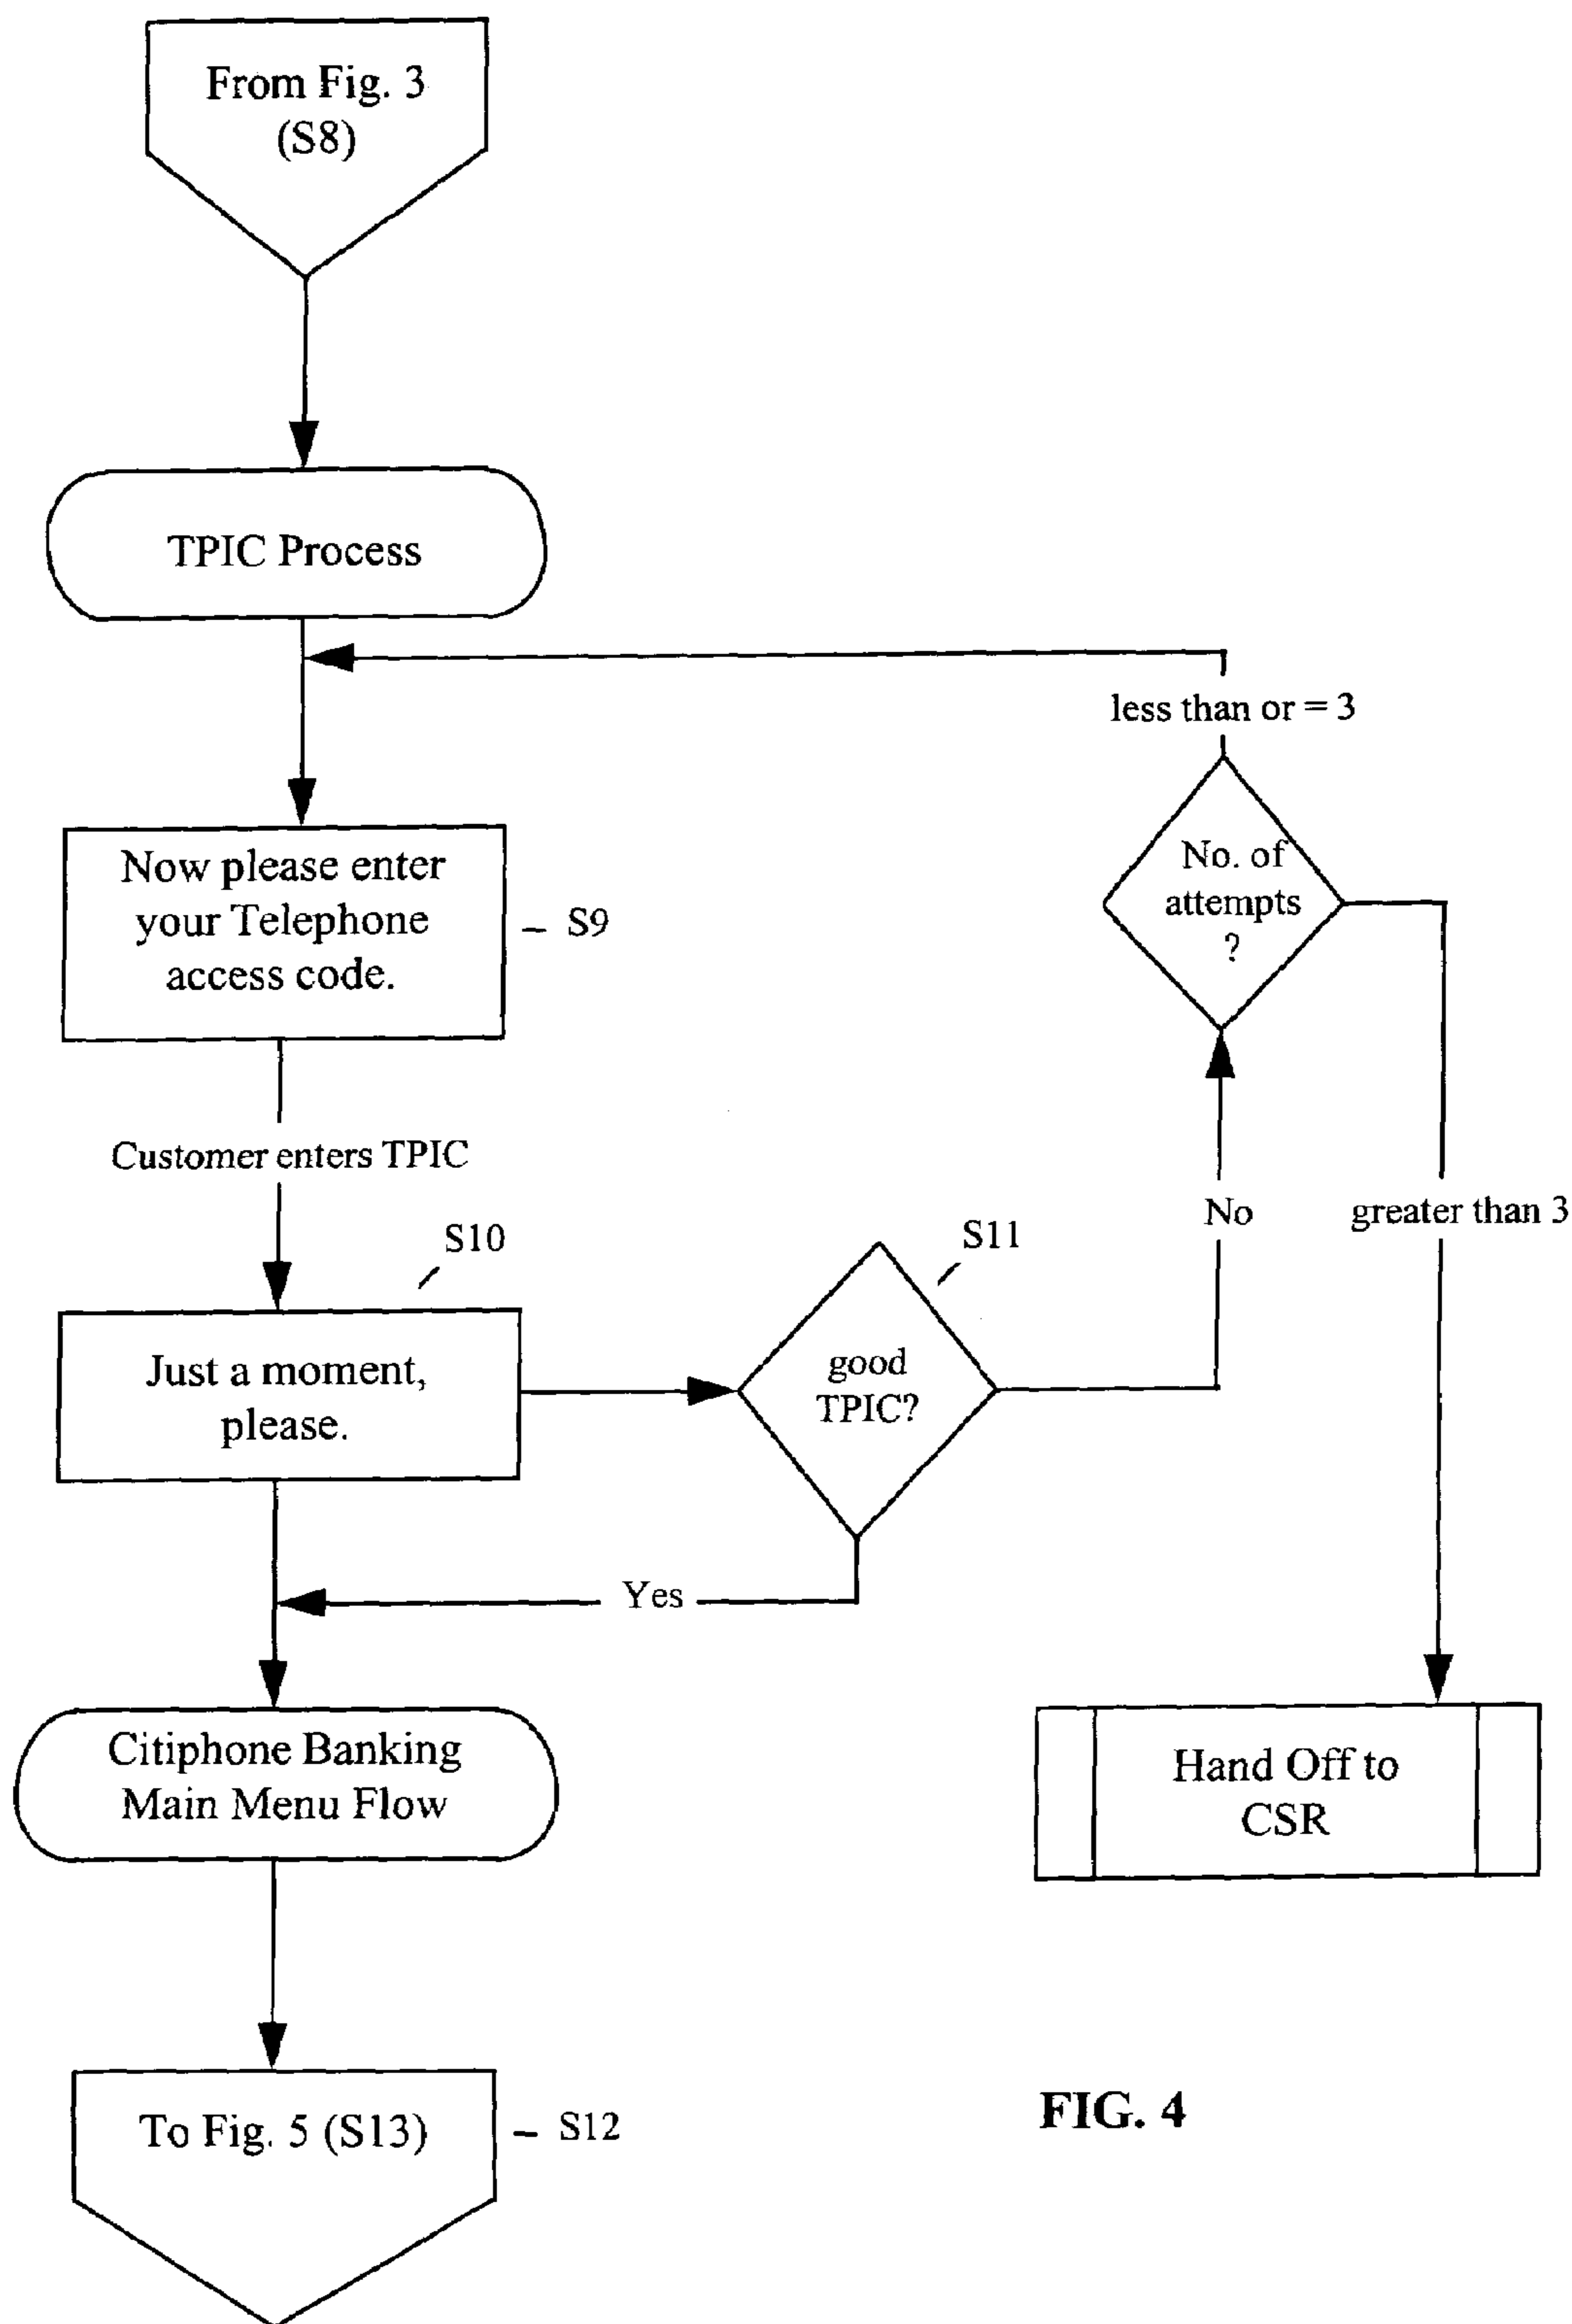 From Fig. 3
(S8)
TPIC Process
less than or = 3
No. of
attempts
?
Now please enter
your Telephone
access code.
S9
Customer enters TPIC
S10
S11
No
greater than 3
Just a moment,
please.
good
TPIC?
Yes
Citiphone Banking
Main Menu Flow
Hand Off to
CSR
To Fig. 5 (S13)
S12
FIG. 4